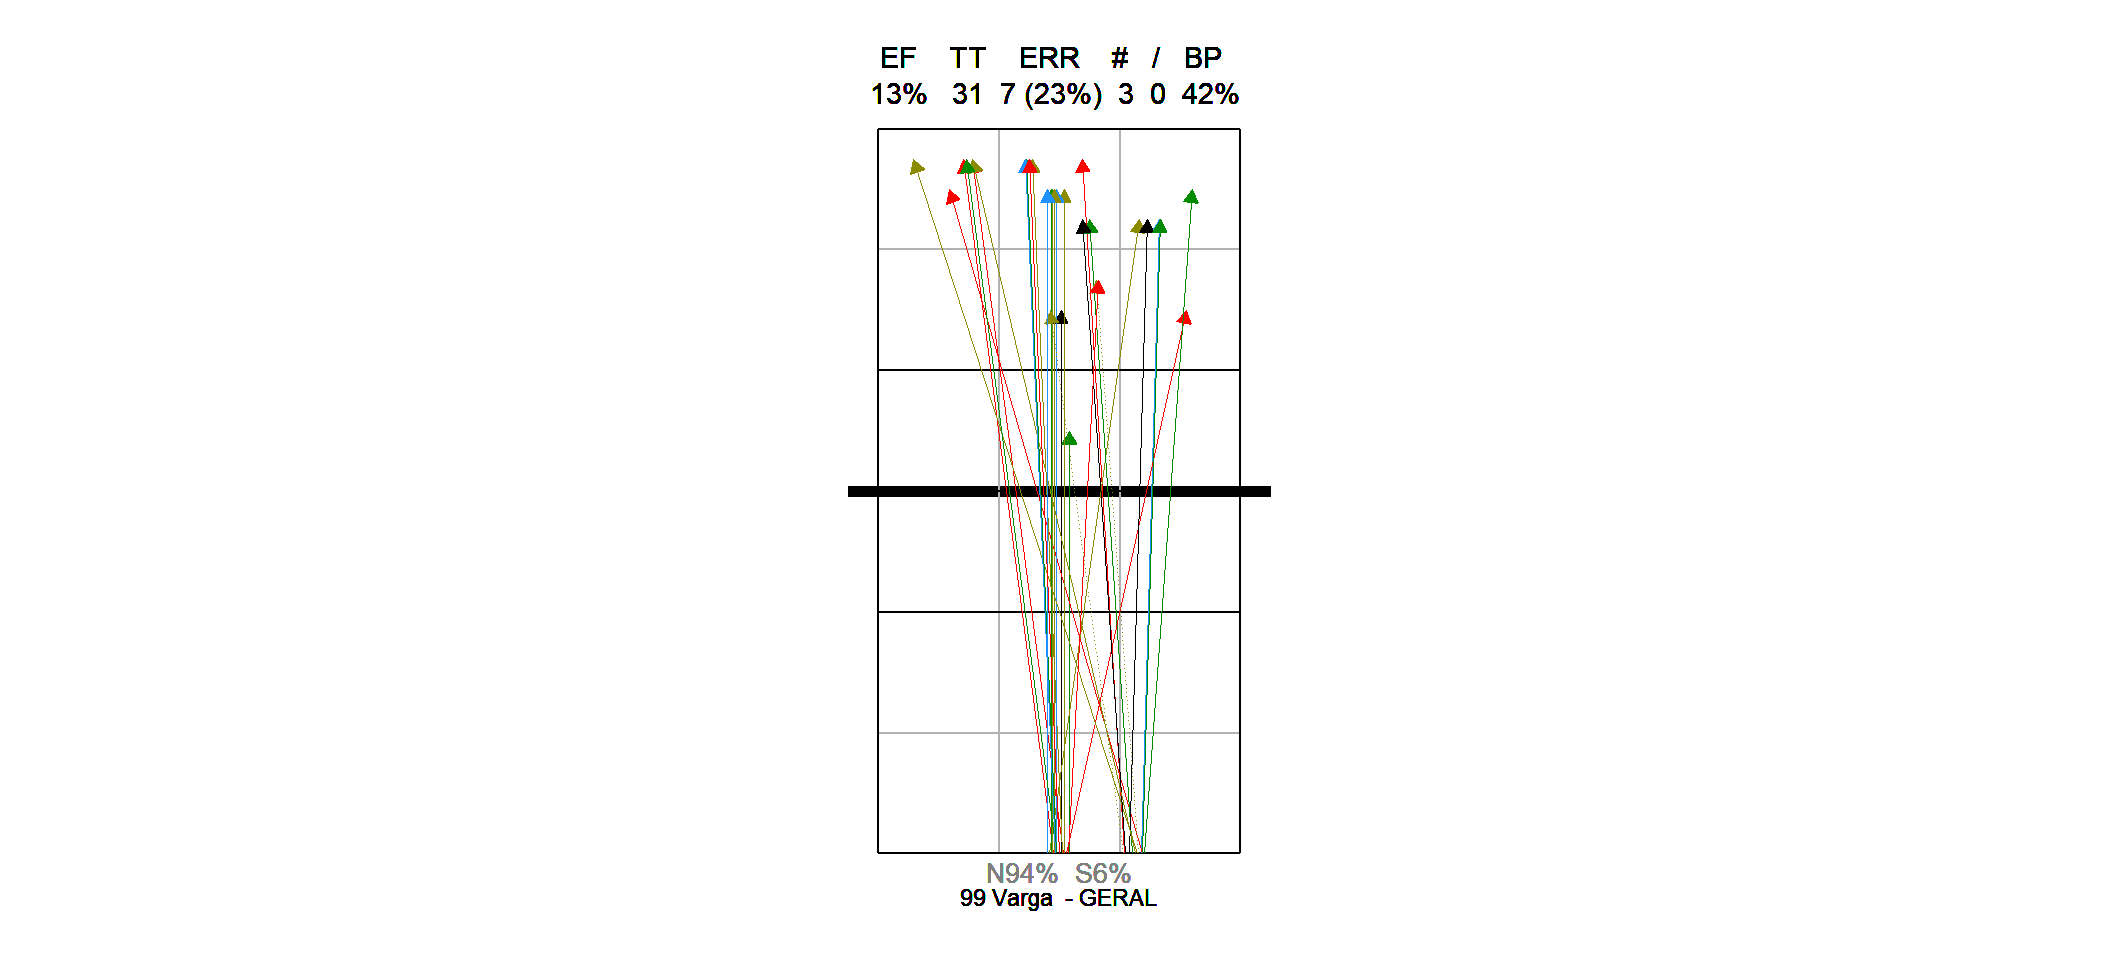 EF TT ERR # / BP
13% 31 7 (23%) 3 0 42%
N94% S6%
99 Varga - GERAL